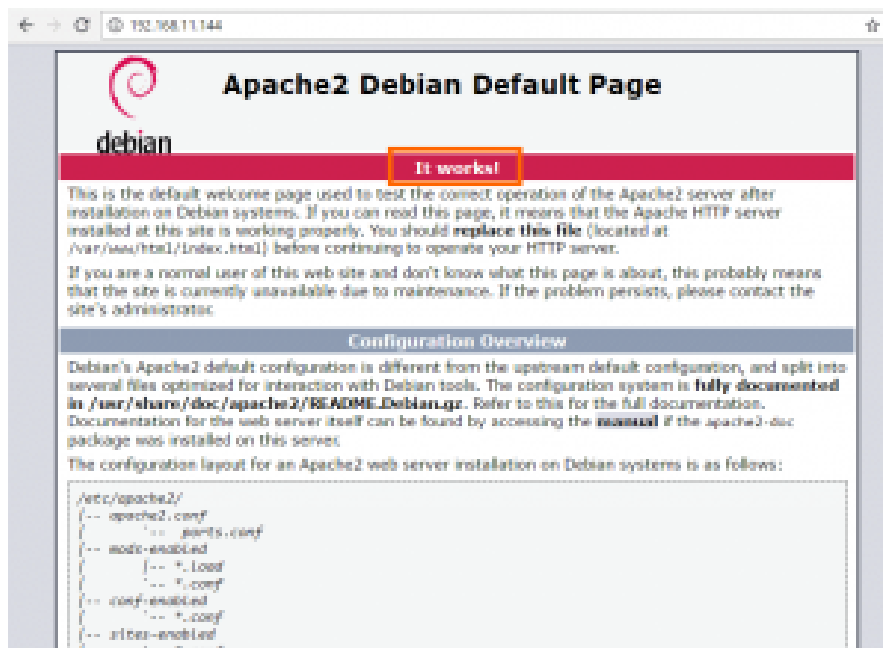 192.168.11.144
debian
Apache2 Debian Default Page
It works!
This is the default welcome page used to test the correct operation of the Apache2 server after
installation on Debian systems. If you can read this page, it means that the Apache HTTP server
installed at this site is working properly. You should replace this file (located at
/var/www/html/index.html) before continuing to operate your HTTP server.
If you are a normal user of this web site and don't know what this page is about, this probably means
that the site is currently unavailable due to maintenance. If the problem persists, please contact the
site's administrator.
Configuration Overview
Debian's Apache2 default configuration is different from the upstream default configuration, and split into
several files optimized for interaction with Debian tools. The configuration system is fully documented
in /usr/share/doc/apache2/README.Debian.gz. Refer to this for the full documentation.
Documentation for the web server itself can be found by accessing the manual if the apache2-doc
package was installed on this server.
The configuration layout for an Apache2 web server installation on Debian systems is as follows:
/etc/apache2/
|-- apache2.conf
|       `--  ports.conf
|-- mods-enabled
|       |-- *.load
|       `-- *.conf
|-- conf-enabled
|       `-- *.conf
|-- sites-enabled